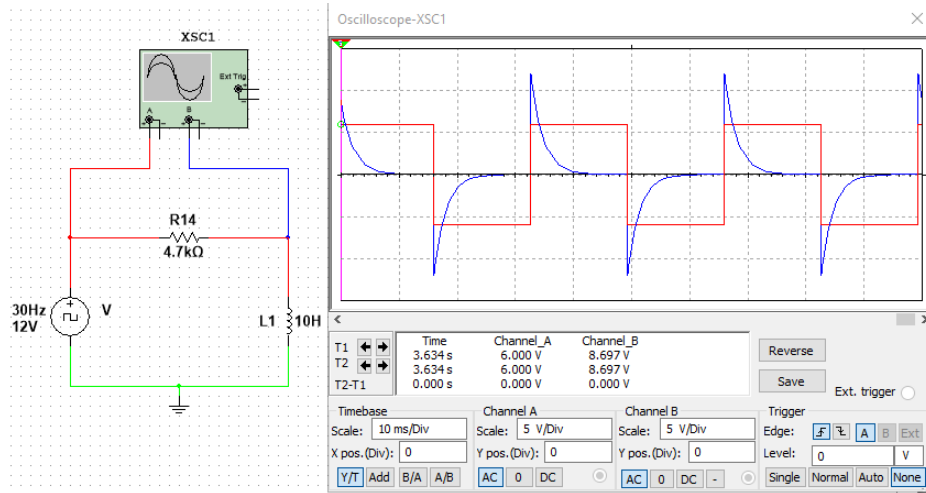 XSC1
Ext Trig
+
-
A
B
+ - + -
R14
4.7kΩ
30Hz
12V
V
L1
10H
Oscilloscope-XSC1
Time Channel_A Channel_B
T1 3.634 s 6.000 V 8.697 V
T2 3.634 s 6.000 V 8.697 V
T2-T1 0.000 s 0.000 V 0.000 V
Reverse
Save
Ext. trigger
Timebase Channel A Channel B Trigger
Scale: 10 ms/Div Scale: 5 V/Div Scale: 5 V/Div Edge: A B Ext
X pos.(Div): 0 Y pos.(Div): 0 Y pos.(Div): 0 Level: 0 V
Y/T Add B/A A/B AC 0 DC AC 0 DC - Single Normal Auto None